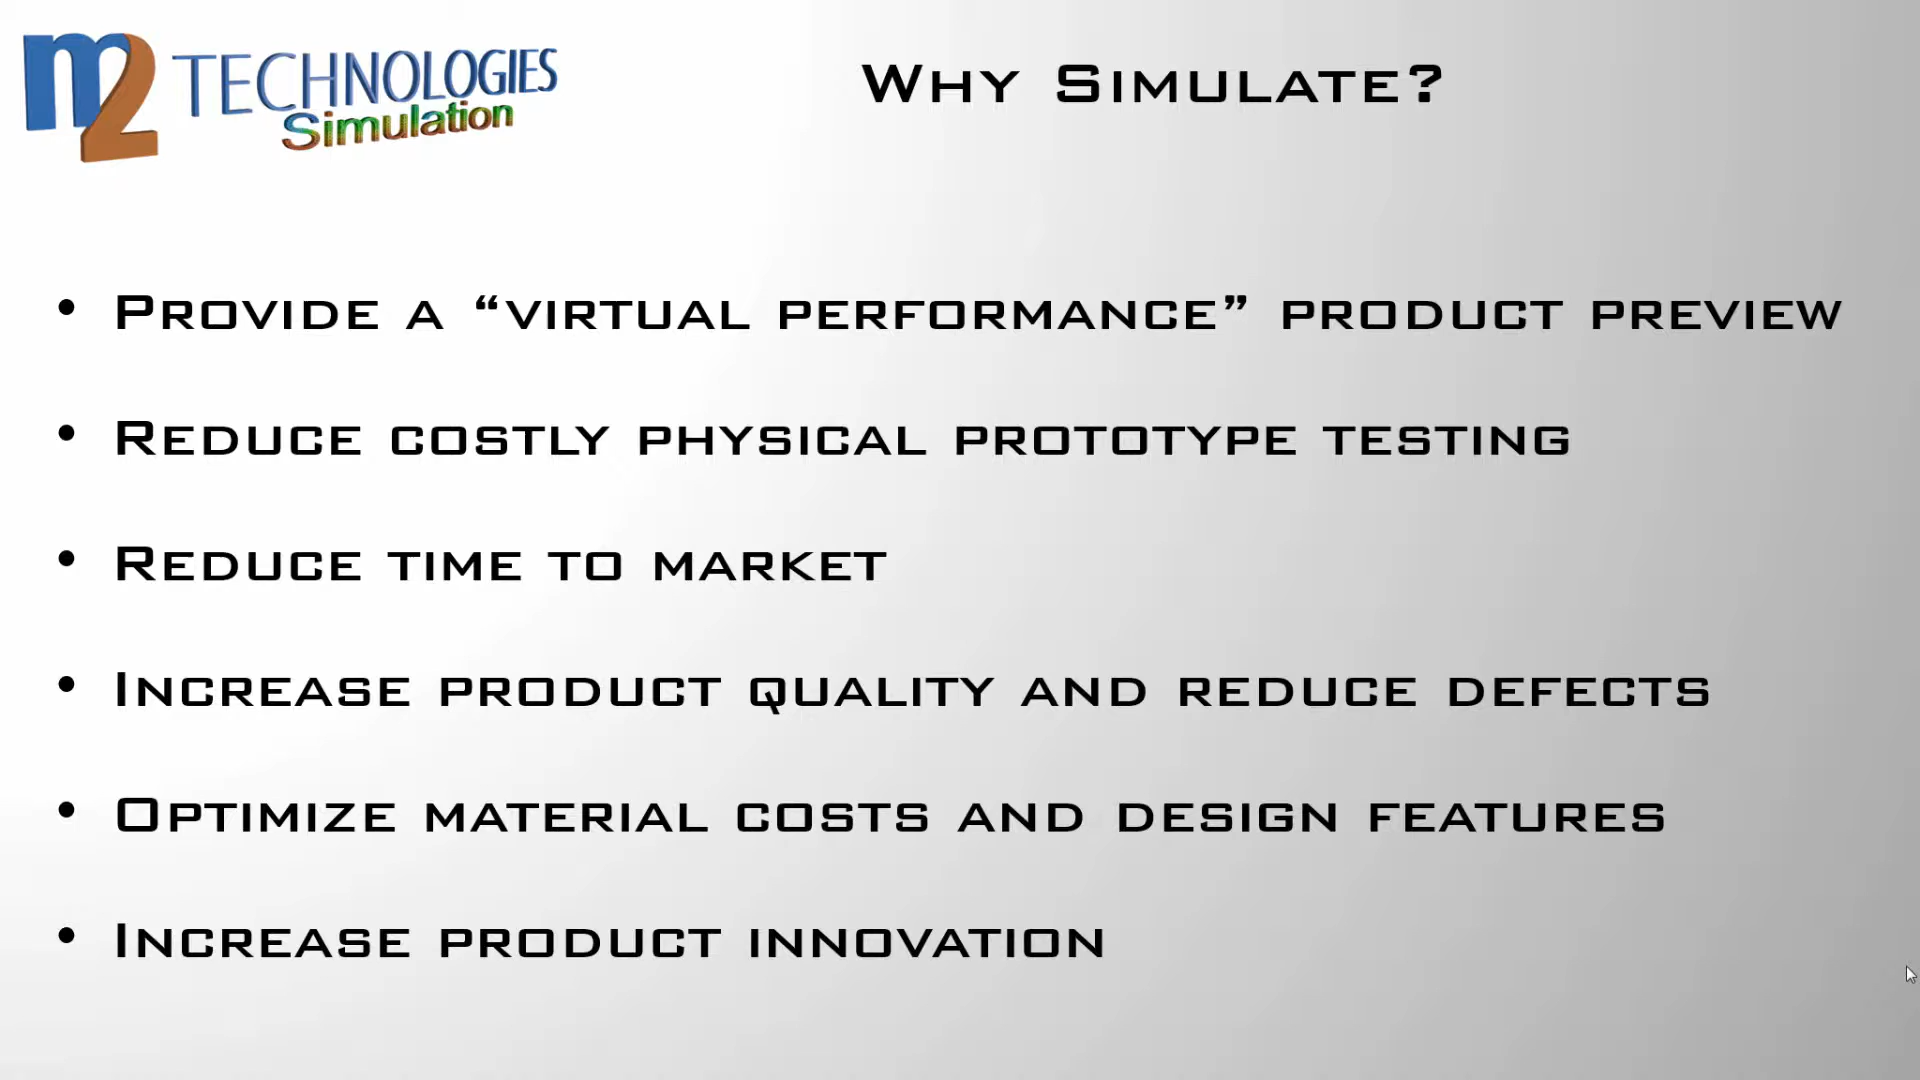 m2 TECHNOLOGIES
Simulation
Why Simulate?
• Provide a “virtual performance” product preview
• Reduce costly physical prototype testing
• Reduce time to market
• Increase product quality and reduce defects
• Optimize material costs and design features
• Increase product innovation